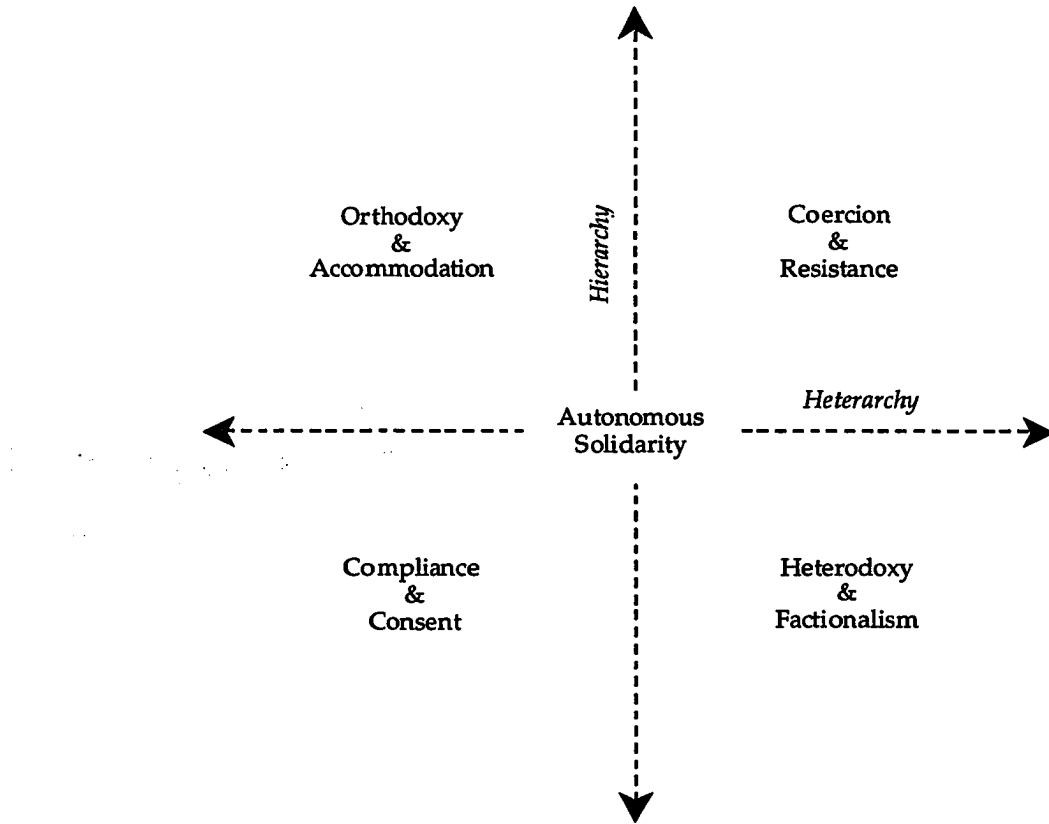 Orthodoxy
&
Accommodation
Hierarchy
Coercion
&
Resistance
Heterarchy
Autonomous
Solidarity
Compliance
&
Consent
Heterodoxy
&
Factionalism